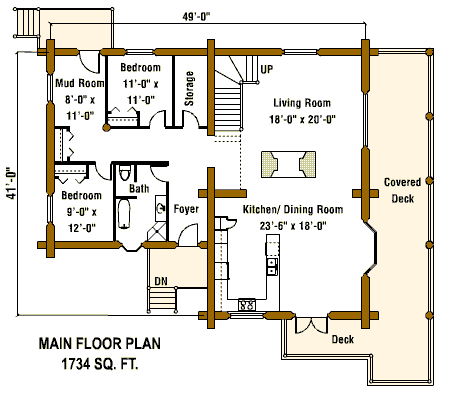 49'-0"
41'-0"
Mud Room
8'-0" x
11'-0"
Bedroom
11'-0" x
11'-0"
Storage
UP
Living Room
18'-0" x 20'-0"
Covered
Deck
Bedroom
9'-0" x
12'-0"
Bath
Foyer
Kitchen/ Dining Room
23'-6" x 18'-0"
DN
Deck
MAIN FLOOR PLAN
1734 SQ. FT.